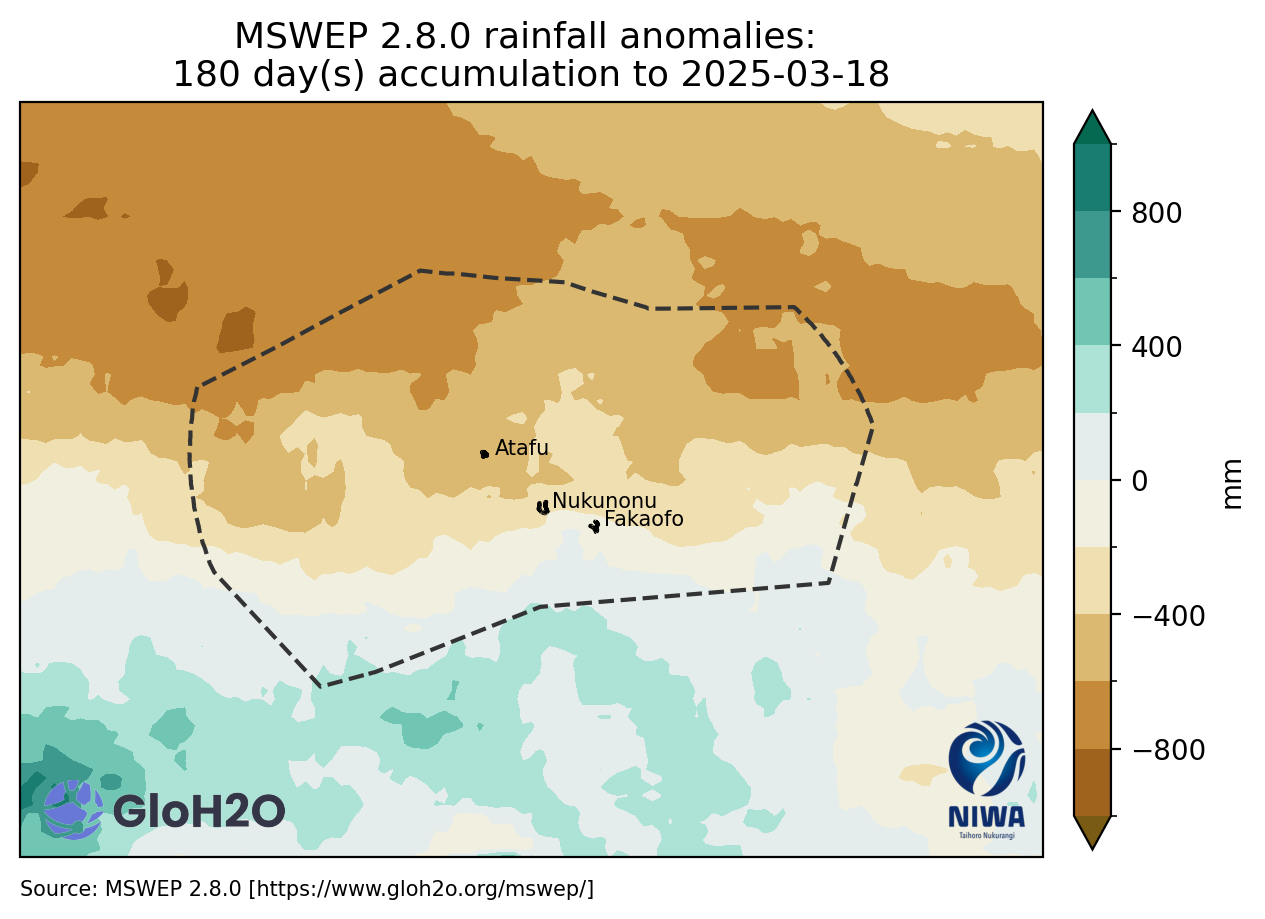 MSWEP 2.8.0 rainfall anomalies:
180 day(s) accumulation to 2025-03-18
800
400
0
−400
−800
mm
Atafu
Nukunonu
Fakaofo
GloH2O
NIWA
Taihoro Nukurangi
Source: MSWEP 2.8.0 [https://www.gloh2o.org/mswep/]